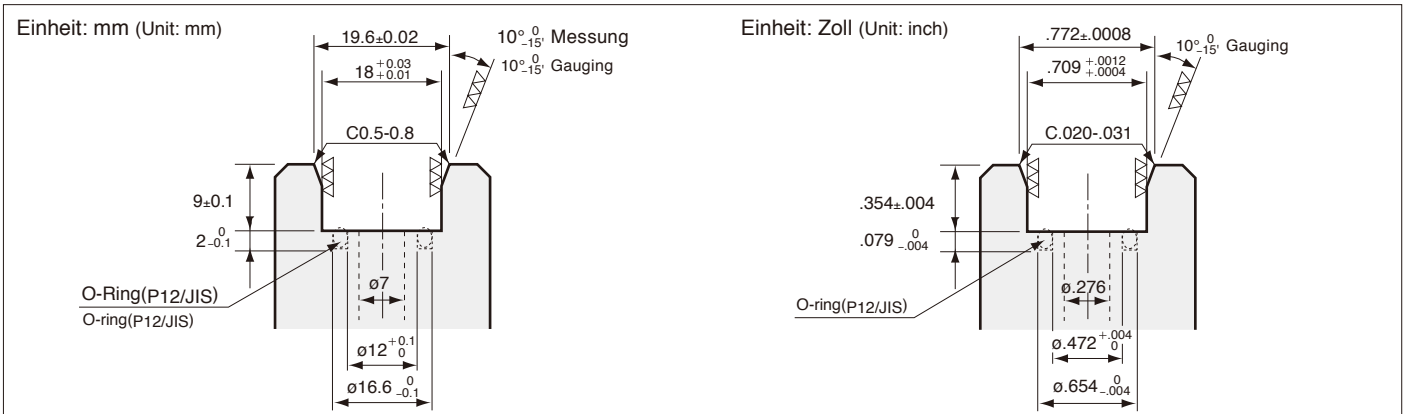 Einheit: mm (Unit: mm)
19.6±0.02
10° 0 -15' Messung
10° 0 -15' Gauging
18 +0.03 +0.01
C0.5-0.8
9±0.1
2 0 -0.1
ø7
O-Ring(P12/JIS)
O-ring(P12/JIS)
ø12 +0.1 0
ø16.6 0 -0.1
Einheit: Zoll (Unit: inch)
.772±.0008
10° 0 -15' Gauging
.709 +.0012 +.0004
C.020-.031
.354±.004
.079 0 -.004
ø.276
O-ring(P12/JIS)
ø.472 +.004 0
ø.654 0 -.004